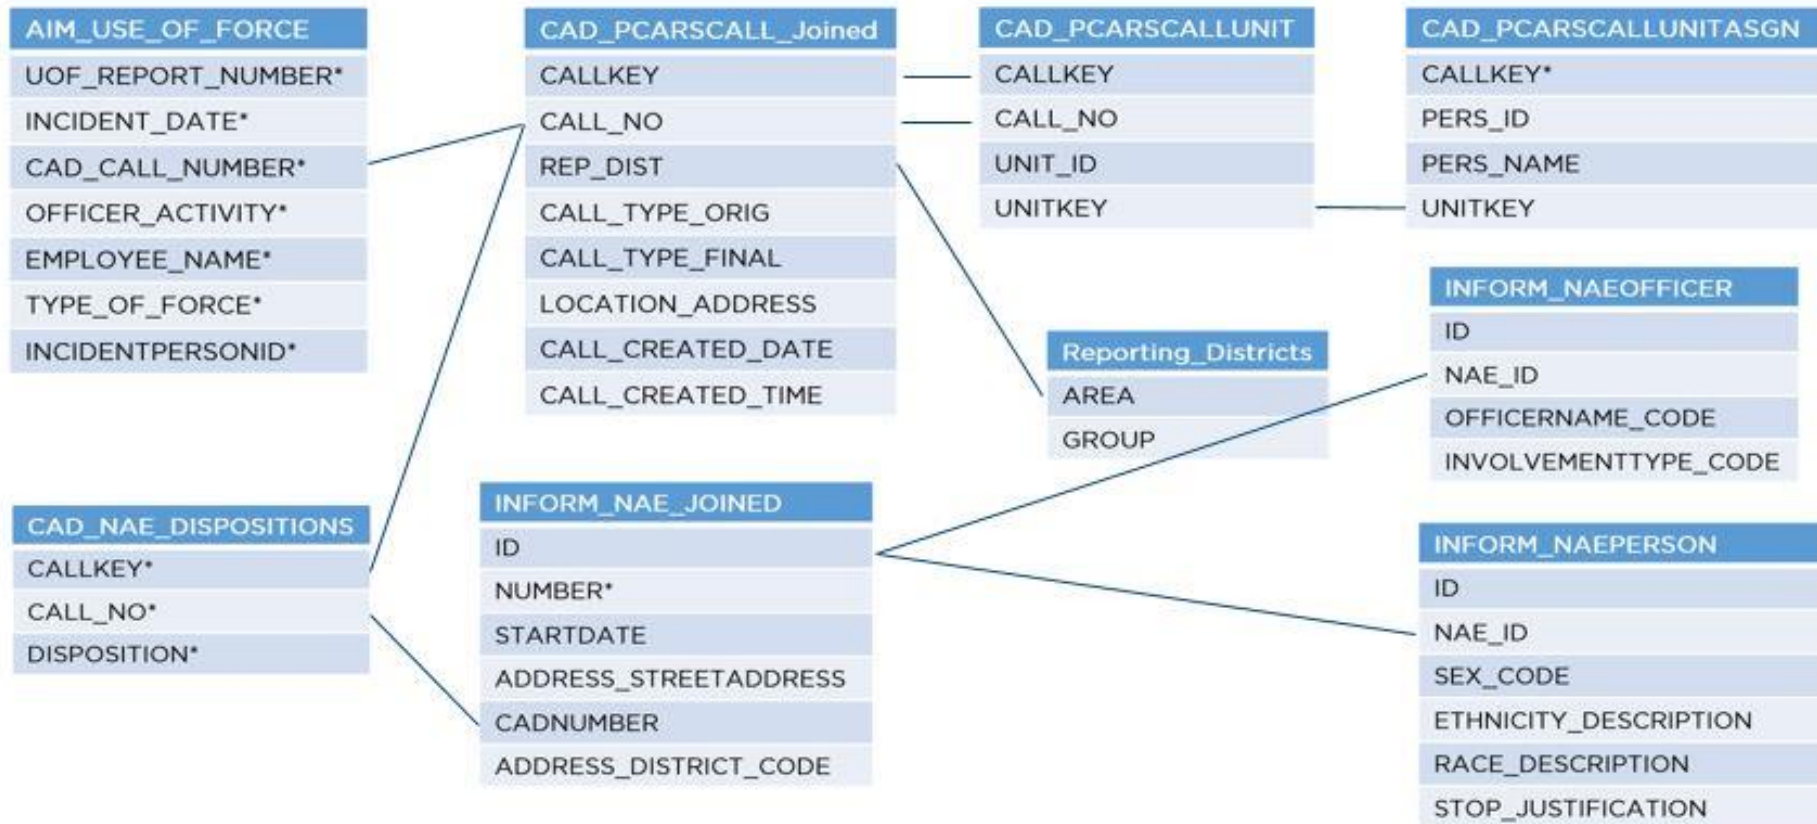 AIM_USE_OF_FORCE
UOF_REPORT_NUMBER*
INCIDENT_DATE*
CAD_CALL_NUMBER*
OFFICER_ACTIVITY*
EMPLOYEE_NAME*
TYPE_OF_FORCE*
INCIDENTPERSONID*
CAD_PCARSCALL_Joined
CALLKEY
CALL_NO
REP_DIST
CALL_TYPE_ORIG
CALL_TYPE_FINAL
LOCATION_ADDRESS
CALL_CREATED_DATE
CALL_CREATED_TIME
CAD_PCARSCALLUNIT
CALLKEY
CALL_NO
UNIT_ID
UNITKEY
CAD_PCARSCALLUNITASGN
CALLKEY*
PERS_ID
PERS_NAME
UNITKEY
Reporting_Districts
AREA
GROUP
INFORM_NAEOFFICER
ID
NAE_ID
OFFICERNAME_CODE
INVOLVEMENTTYPE_CODE
CAD_NAE_DISPOSITIONS
CALLKEY*
CALL_NO*
DISPOSITION*
INFORM_NAE_JOINED
ID
NUMBER*
STARTDATE
ADDRESS_STREETADDRESS
CADNUMBER
ADDRESS_DISTRICT_CODE
INFORM_NAEPERSON
ID
NAE_ID
SEX_CODE
ETHNICITY_DESCRIPTION
RACE_DESCRIPTION
STOP_JUSTIFICATION